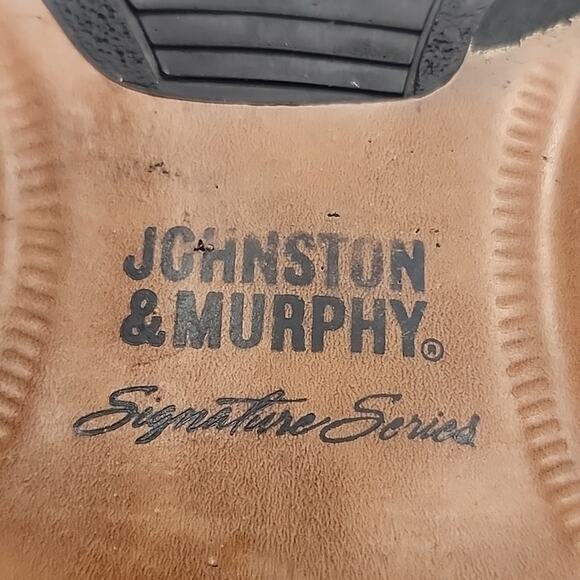 JOHNSTON
& MURPHY®
Signature Series